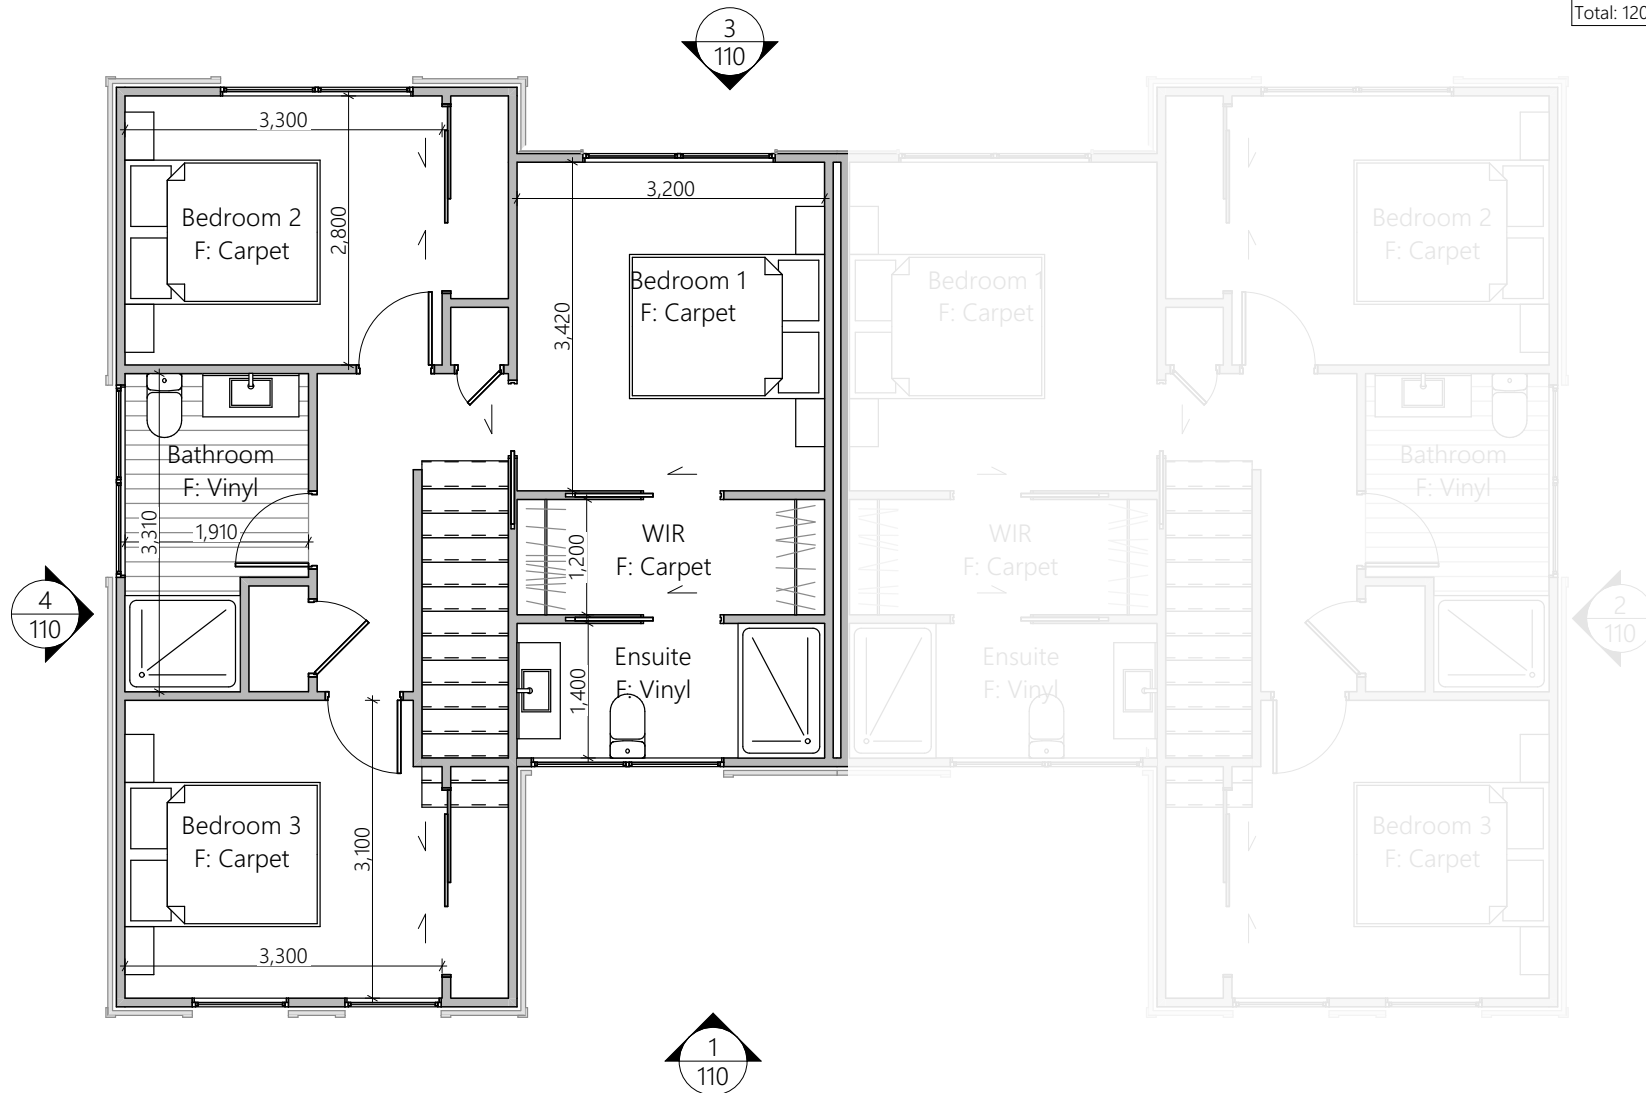 Total: 120
3
110
3,300
2,800
Bedroom 2
F: Carpet
3,200
3,420
Bedroom 1
F: Carpet
Bedroom 1
F: Carpet
Bedroom 2
F: Carpet
Bathroom
F: Vinyl
3,310
1,910
WIR
F: Carpet
1,200
WIR
F: Carpet
Bathroom
F: Vinyl
4
110
2
110
Ensuite
F: Vinyl
1,400
Ensuite
F: Vinyl
Bedroom 3
F: Carpet
3,100
3,300
Bedroom 3
F: Carpet
1
110